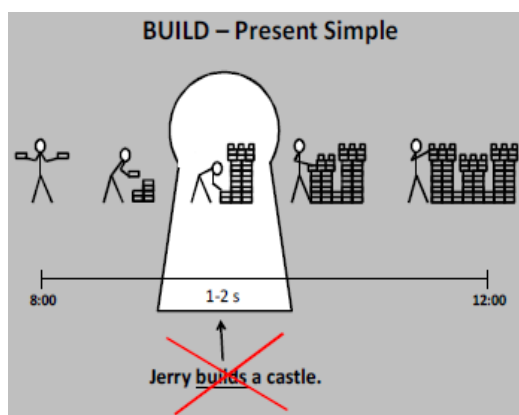 BUILD – Present Simple
1-2 s
8:00 12:00
Jerry builds a castle.